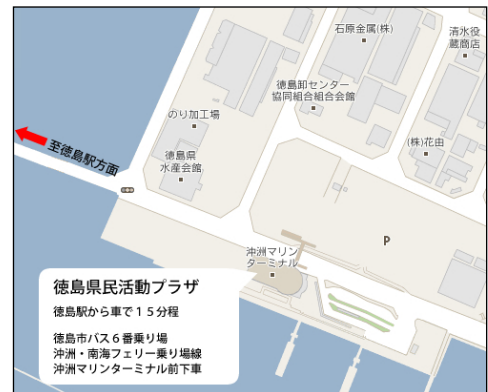 石原金属(株)
清水役
蔵商店
徳島卸センター
協同組合組合会館
のり加工場
(株)花由
至徳島駅方面
徳島県
水産会館
P
沖洲マリン
ターミナル
徳島県民活動プラザ
徳島駅から車で１５分程
徳島市バス６番乗り場
沖洲・南海フェリー乗り場線
沖洲マリンターミナル前下車